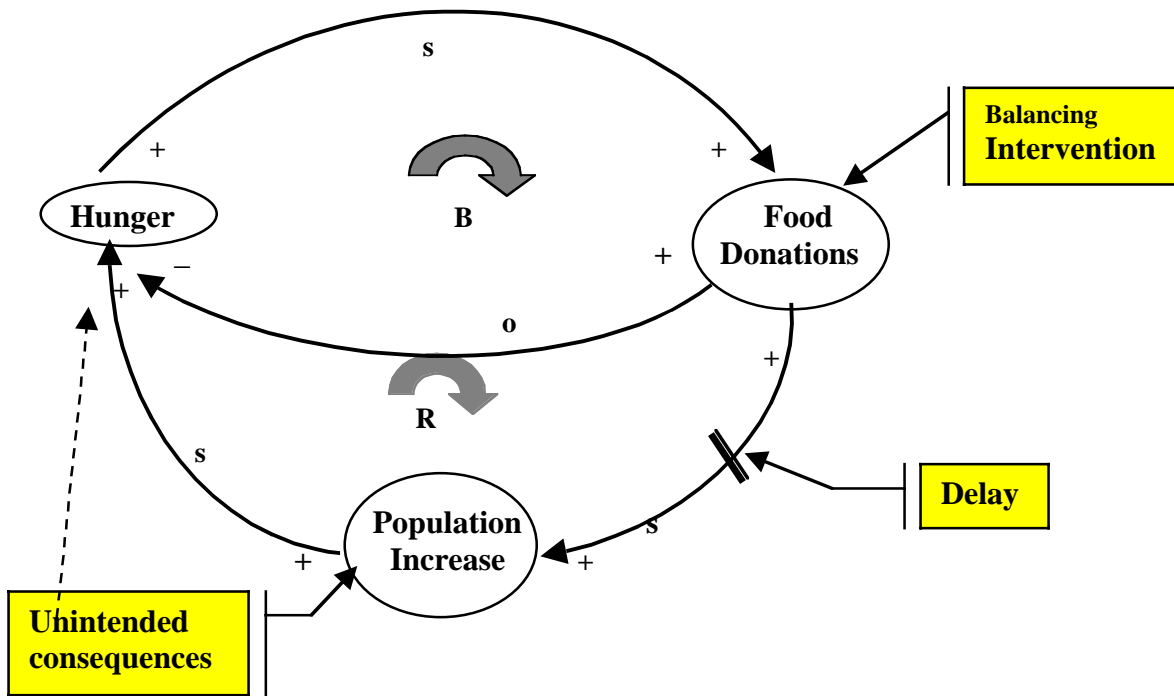 s
Balancing
Intervention
+
+
Hunger
B
Food
Donations
−
+
+
o
+
R
s
Delay
Population
Increase
s
+
+
Unintended
consequences